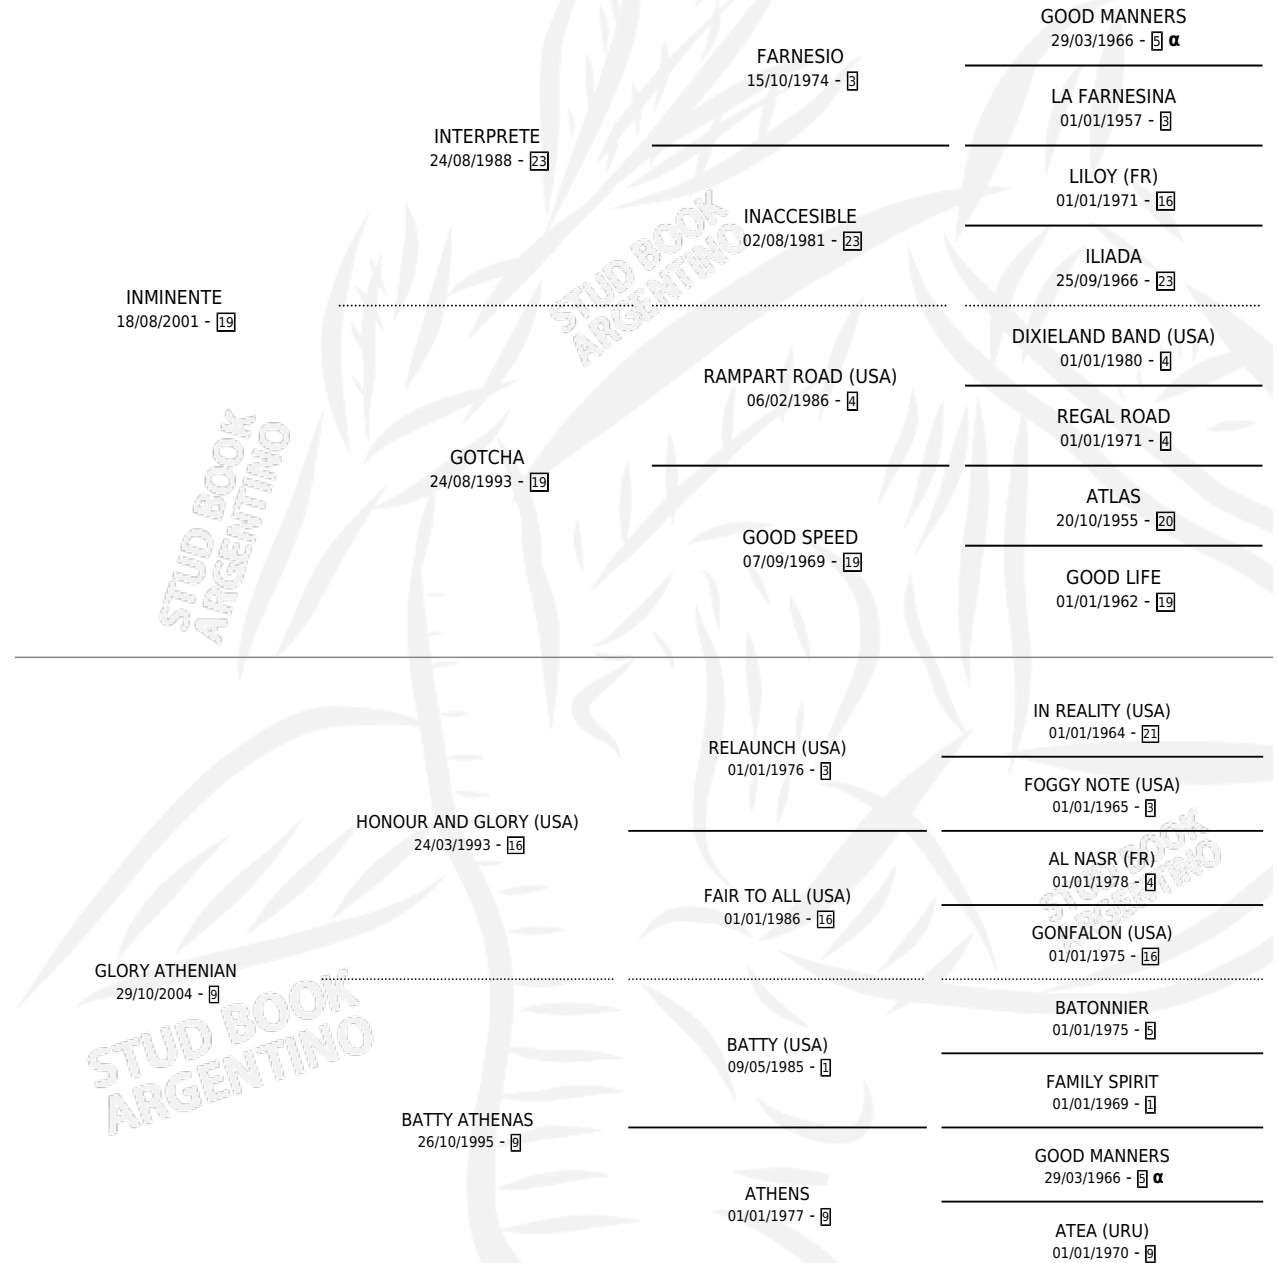 GOOD MANNERS
29/03/1966 - 5 α
FARNESIO
15/10/1974 - 3
LA FARNESINA
01/01/1957 - 3
INTERPRETE
24/08/1988 - 23
LILOY (FR)
01/01/1971 - 16
INACCESIBLE
02/08/1981 - 23
ILIADA
25/09/1966 - 23
INMINENTE
18/08/2001 - 19
DIXIELAND BAND (USA)
01/01/1980 - 4
RAMPART ROAD (USA)
06/02/1986 - 4
REGAL ROAD
01/01/1971 - 4
GOTCHA
24/08/1993 - 19
ATLAS
20/10/1955 - 20
GOOD SPEED
07/09/1969 - 19
GOOD LIFE
01/01/1962 - 19
IN REALITY (USA)
01/01/1964 - 21
RELAUNCH (USA)
01/01/1976 - 3
FOGGY NOTE (USA)
01/01/1965 - 3
HONOUR AND GLORY (USA)
24/03/1993 - 16
AL NASR (FR)
01/01/1978 - 4
FAIR TO ALL (USA)
01/01/1986 - 16
GONFALON (USA)
01/01/1975 - 16
GLORY ATHENIAN
29/10/2004 - 9
BATONNIER
01/01/1975 - 5
BATTY (USA)
09/05/1985 - 1
FAMILY SPIRIT
01/01/1969 - 1
BATTY ATHENAS
26/10/1995 - 9
GOOD MANNERS
29/03/1966 - 5 α
ATHENS
01/01/1977 - 9
ATEA (URU)
01/01/1970 - 9
STUD BOOK
ARGENTINO
STUD BOOK
ARGENTINO
STUD BOOK
ARGENTINO
STUD BOOK
ARGENTINO